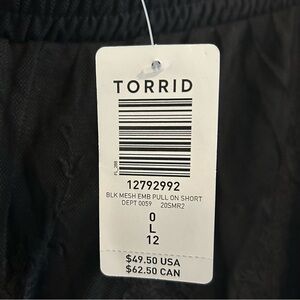 TORRID
FL_200
12792992
BLK MESH EMB PULL ON SHORT
DEPT 0059 20SMR2
0
L
12
$49.50 USA
$62.50 CAN